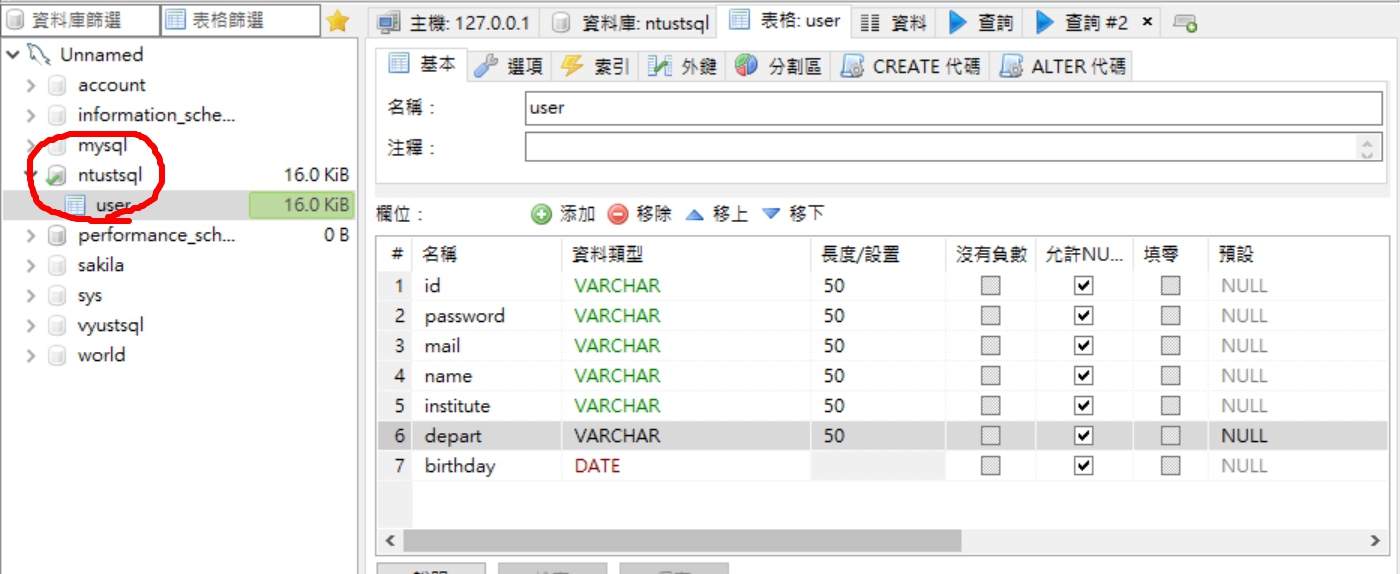 資料庫篩選 表格篩選 主機: 127.0.0.1 資料庫: ntustsql 表格: user 資料 查詢 查詢 #2 ×
Unnamed
account
information_sche...
mysql
ntustsql 16.0 KiB
user 16.0 KiB
performance_sch... 0 B
sakila
sys
vyustsql
world
基本 選項 索引 外鍵 分割區 CREATE 代碼 ALTER 代碼
名稱： user
注釋：
欄位： 添加 移除 移上 移下
# 名稱 資料類型 長度/設置 沒有負數 允許NU... 填零 預設
1 id VARCHAR 50 NULL
2 password VARCHAR 50 NULL
3 mail VARCHAR 50 NULL
4 name VARCHAR 50 NULL
5 institute VARCHAR 50 NULL
6 depart VARCHAR 50 NULL
7 birthday DATE NULL